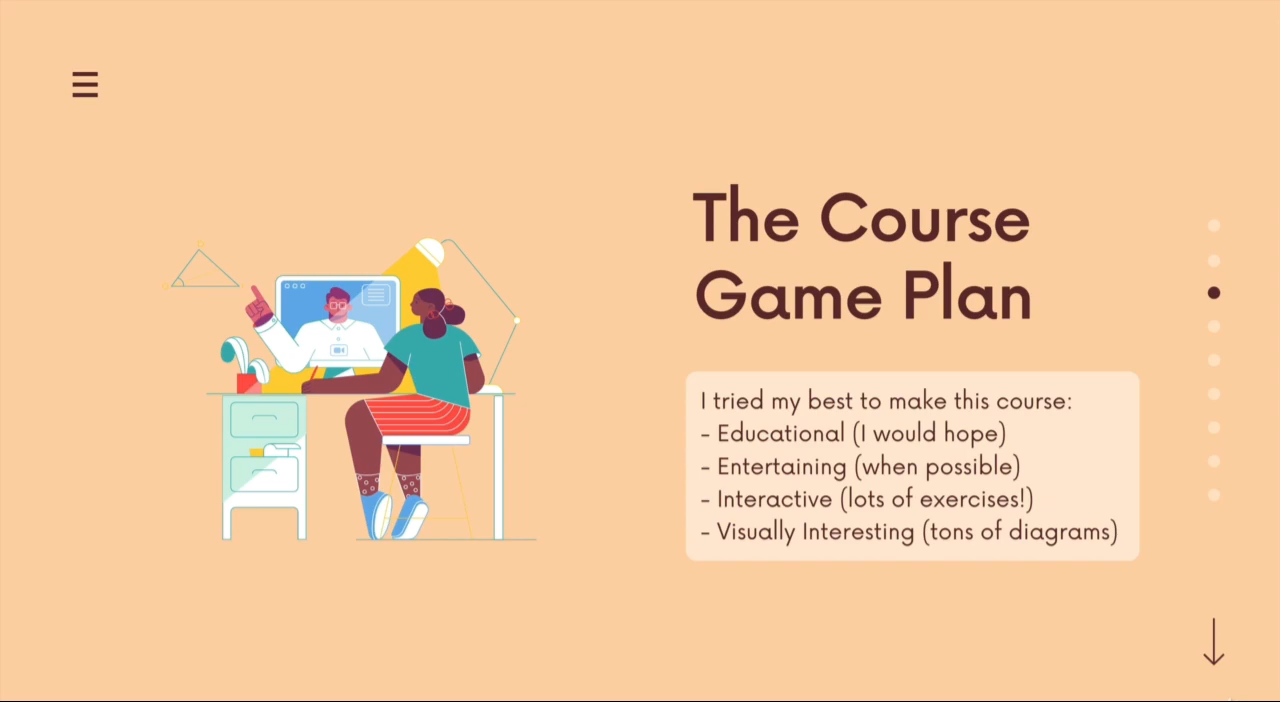 The Course
Game Plan
I tried my best to make this course:
- Educational (I would hope)
- Entertaining (when possible)
- Interactive (lots of exercises!)
- Visually Interesting (tons of diagrams)